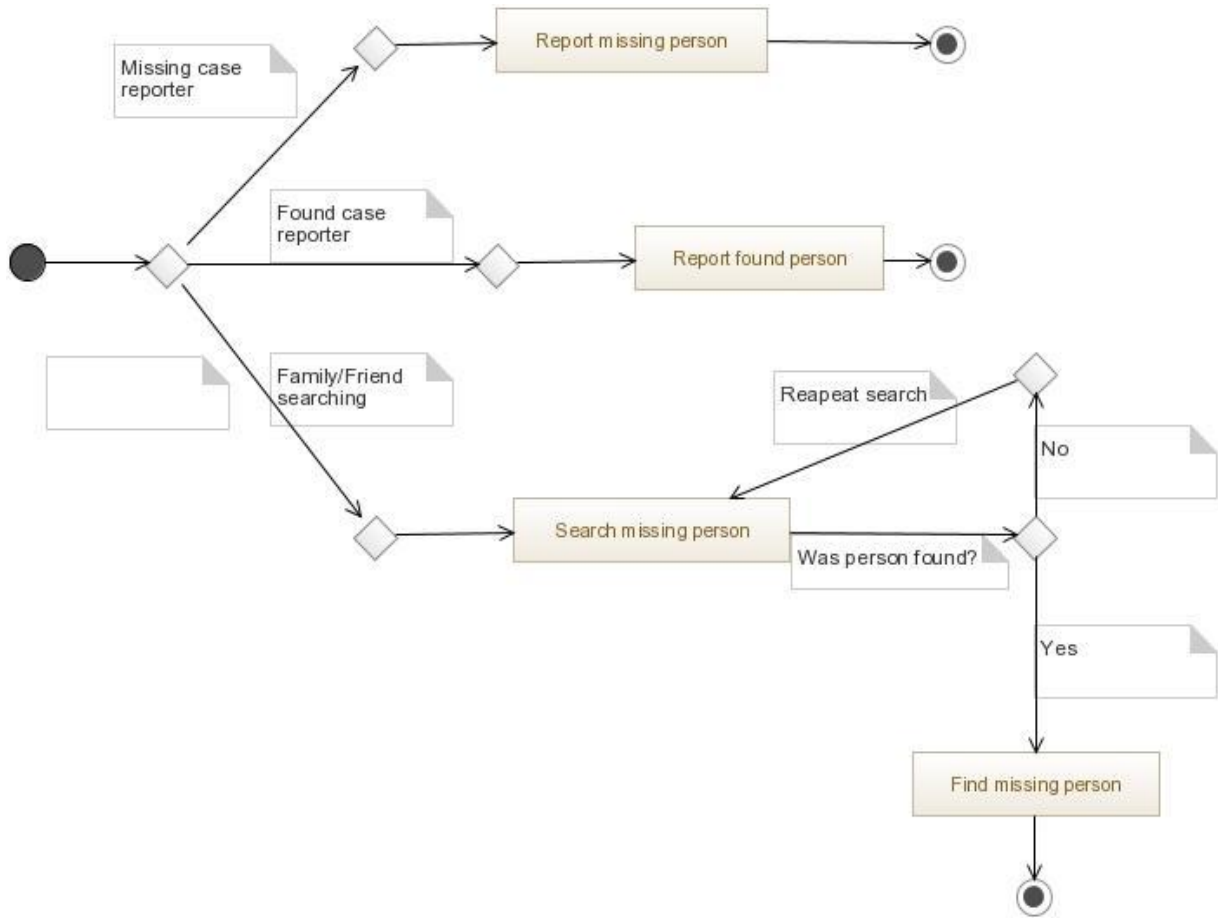 Report missing person
Missing case
reporter
Found case
reporter
Report found person
Family/Friend
searching
Reapeat search
No
Search missing person
Was person found?
Yes
Find missing person